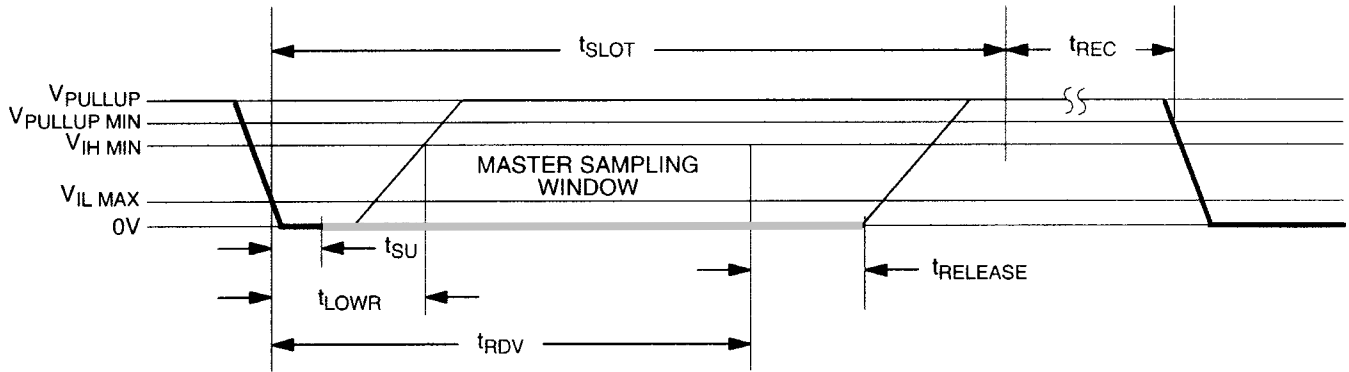 tSLOT
tREC
VPULLUP
VPULLUP MIN
VIH MIN
MASTER SAMPLING
WINDOW
VIL MAX
0V
tSU
tRELEASE
tLOWR
tRDV